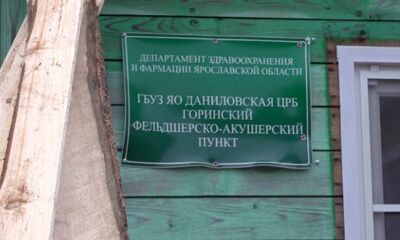 ДЕПАРТАМЕНТ ЗДРАВООХРАНЕНИЯ
И ФАРМАЦИИ ЯРОСЛАВСКОЙ ОБЛАСТИ
ГБУЗ ЯО ДАНИЛОВСКАЯ ЦРБ
ГОРИНСКИЙ
ФЕЛЬДШЕРСКО-АКУШЕРСКИЙ
ПУНКТ